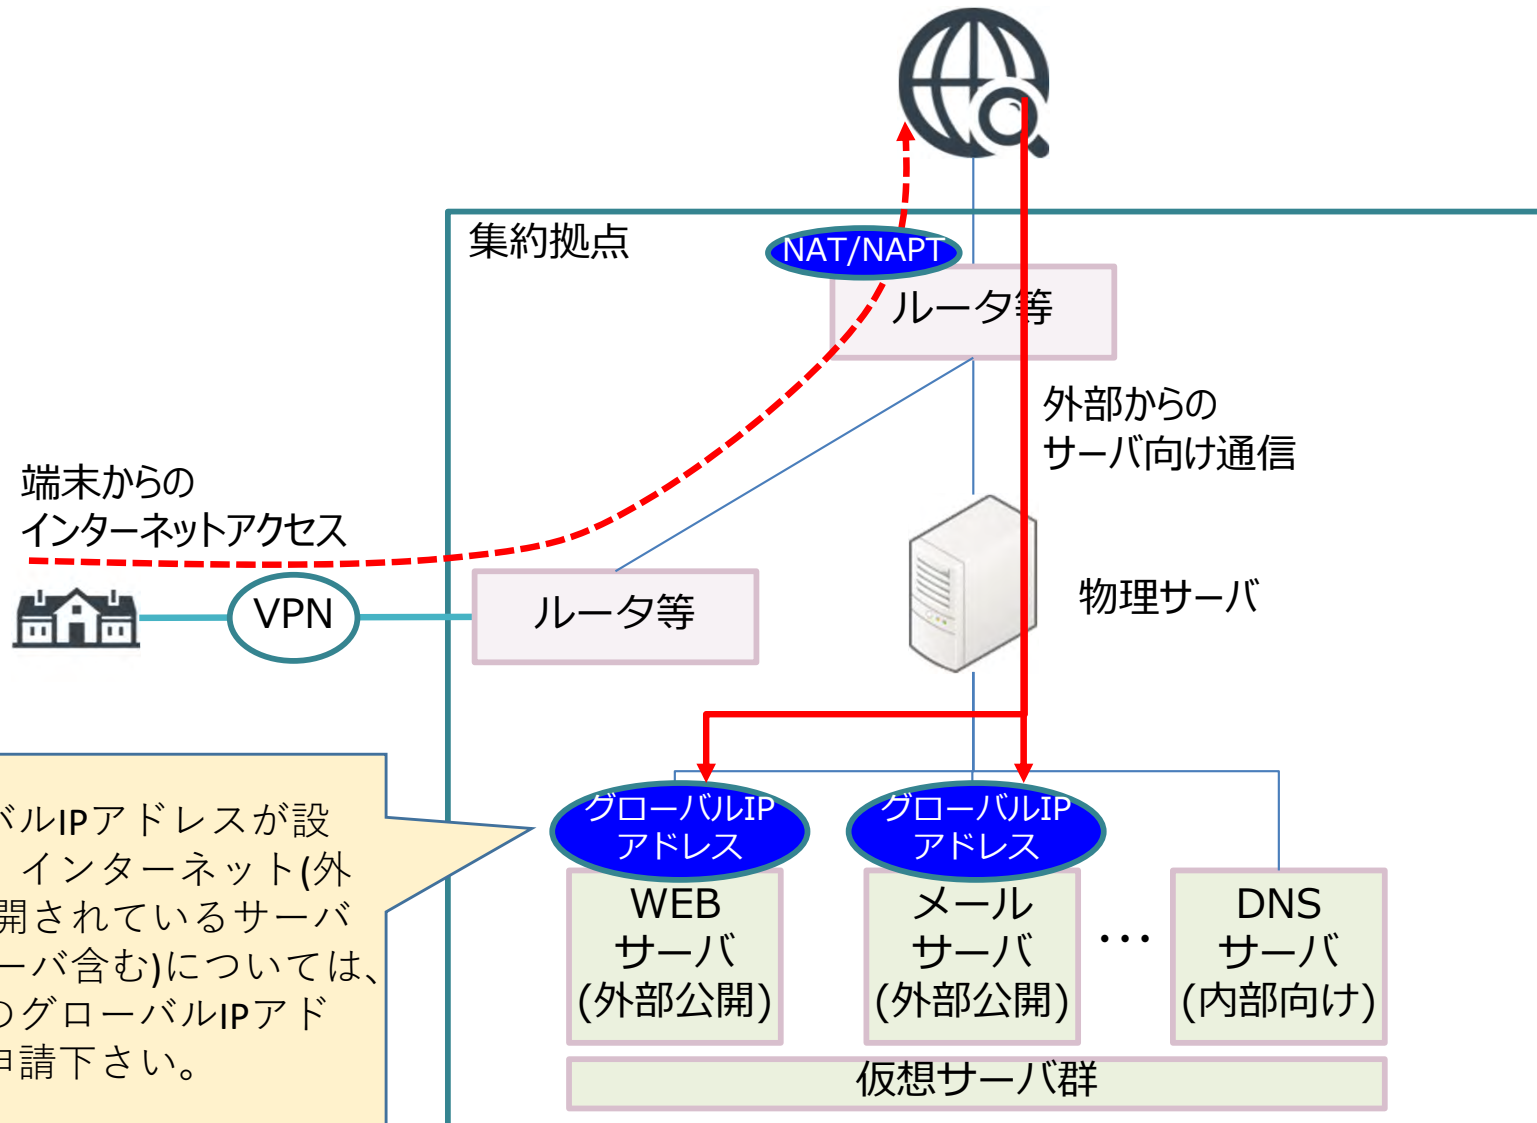 集約拠点
NAT/NAPT
ルータ等
外部からの
サーバ向け通信
端末からの
インターネットアクセス
VPN
ルータ等
物理サーバ
バルIPアドレスが設
インターネット(外
開されているサーバ
ーバ含む)については、
のグローバルIPアド
申請下さい。
グローバルIP
アドレス
グローバルIP
アドレス
WEB
サーバ
(外部公開)
メール
サーバ
(外部公開)
・・・
DNS
サーバ
(内部向け)
仮想サーバ群